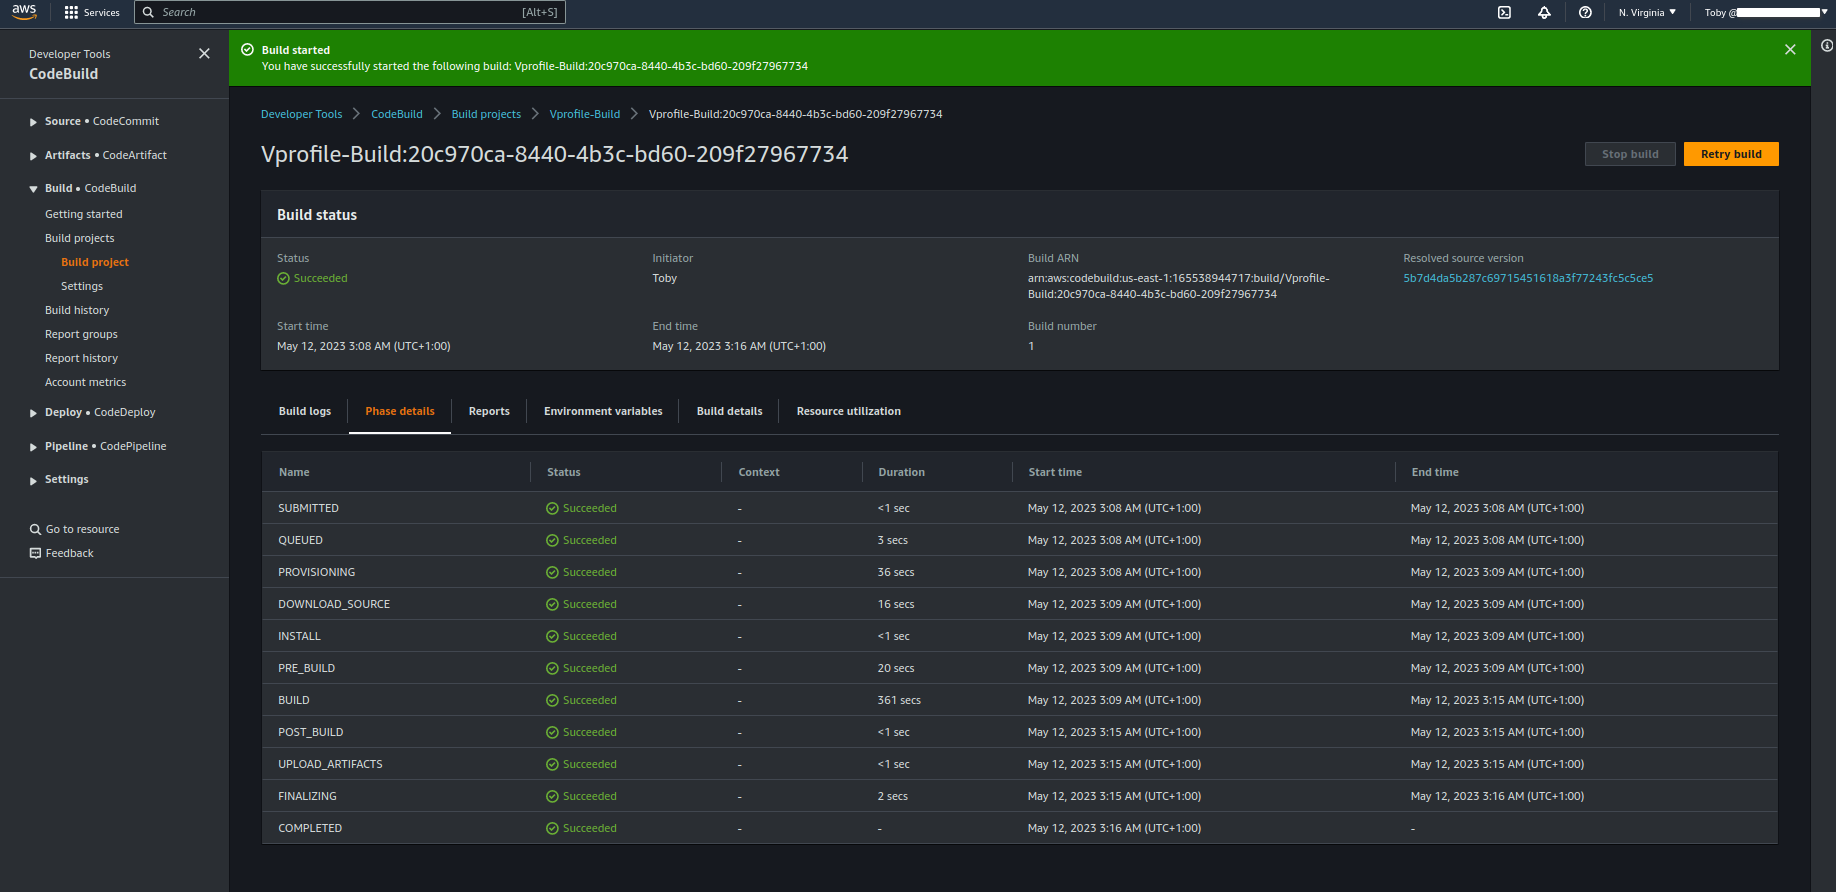 aws Services Search [Alt+S] N. Virginia Toby @
Developer Tools
CodeBuild
Source • CodeCommit
Artifacts • CodeArtifact
Build • CodeBuild
Getting started
Build projects
Build project
Settings
Build history
Report groups
Report history
Account metrics
Deploy • CodeDeploy
Pipeline • CodePipeline
Settings
Go to resource
Feedback
Build started
You have successfully started the following build: Vprofile-Build:20c970ca-8440-4b3c-bd60-209f27967734
Developer Tools CodeBuild Build projects Vprofile-Build Vprofile-Build:20c970ca-8440-4b3c-bd60-209f27967734
Vprofile-Build:20c970ca-8440-4b3c-bd60-209f27967734 Stop build Retry build
Build status
Status Initiator Build ARN Resolved source version
Succeeded Toby arn:aws:codebuild:us-east-1:165538944717:build/Vprofile- 5b7d4da5b287c69715451618a3f77243fc5c5ce5
Build:20c970ca-8440-4b3c-bd60-209f27967734
Start time End time Build number
May 12, 2023 3:08 AM (UTC+1:00) May 12, 2023 3:16 AM (UTC+1:00) 1
Build logs Phase details Reports Environment variables Build details Resource utilization
Name Status Context Duration Start time End time
SUBMITTED Succeeded - <1 sec May 12, 2023 3:08 AM (UTC+1:00) May 12, 2023 3:08 AM (UTC+1:00)
QUEUED Succeeded - 3 secs May 12, 2023 3:08 AM (UTC+1:00) May 12, 2023 3:08 AM (UTC+1:00)
PROVISIONING Succeeded - 36 secs May 12, 2023 3:08 AM (UTC+1:00) May 12, 2023 3:09 AM (UTC+1:00)
DOWNLOAD_SOURCE Succeeded - 16 secs May 12, 2023 3:09 AM (UTC+1:00) May 12, 2023 3:09 AM (UTC+1:00)
INSTALL Succeeded - <1 sec May 12, 2023 3:09 AM (UTC+1:00) May 12, 2023 3:09 AM (UTC+1:00)
PRE_BUILD Succeeded - 20 secs May 12, 2023 3:09 AM (UTC+1:00) May 12, 2023 3:09 AM (UTC+1:00)
BUILD Succeeded - 361 secs May 12, 2023 3:09 AM (UTC+1:00) May 12, 2023 3:15 AM (UTC+1:00)
POST_BUILD Succeeded - <1 sec May 12, 2023 3:15 AM (UTC+1:00) May 12, 2023 3:15 AM (UTC+1:00)
UPLOAD_ARTIFACTS Succeeded - <1 sec May 12, 2023 3:15 AM (UTC+1:00) May 12, 2023 3:15 AM (UTC+1:00)
FINALIZING Succeeded - 2 secs May 12, 2023 3:15 AM (UTC+1:00) May 12, 2023 3:16 AM (UTC+1:00)
COMPLETED Succeeded - - May 12, 2023 3:16 AM (UTC+1:00) -